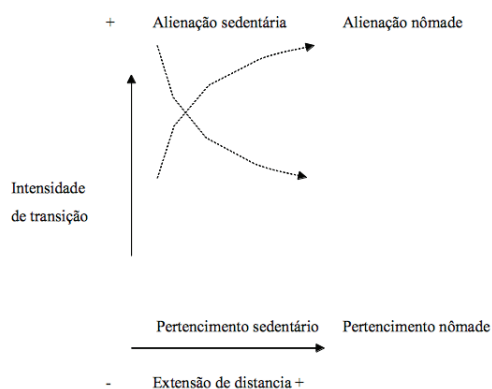 + Alienação sedentária Alienação nômade
Intensidade
de transição
Pertencimento sedentário Pertencimento nômade
- Extensão de distancia +